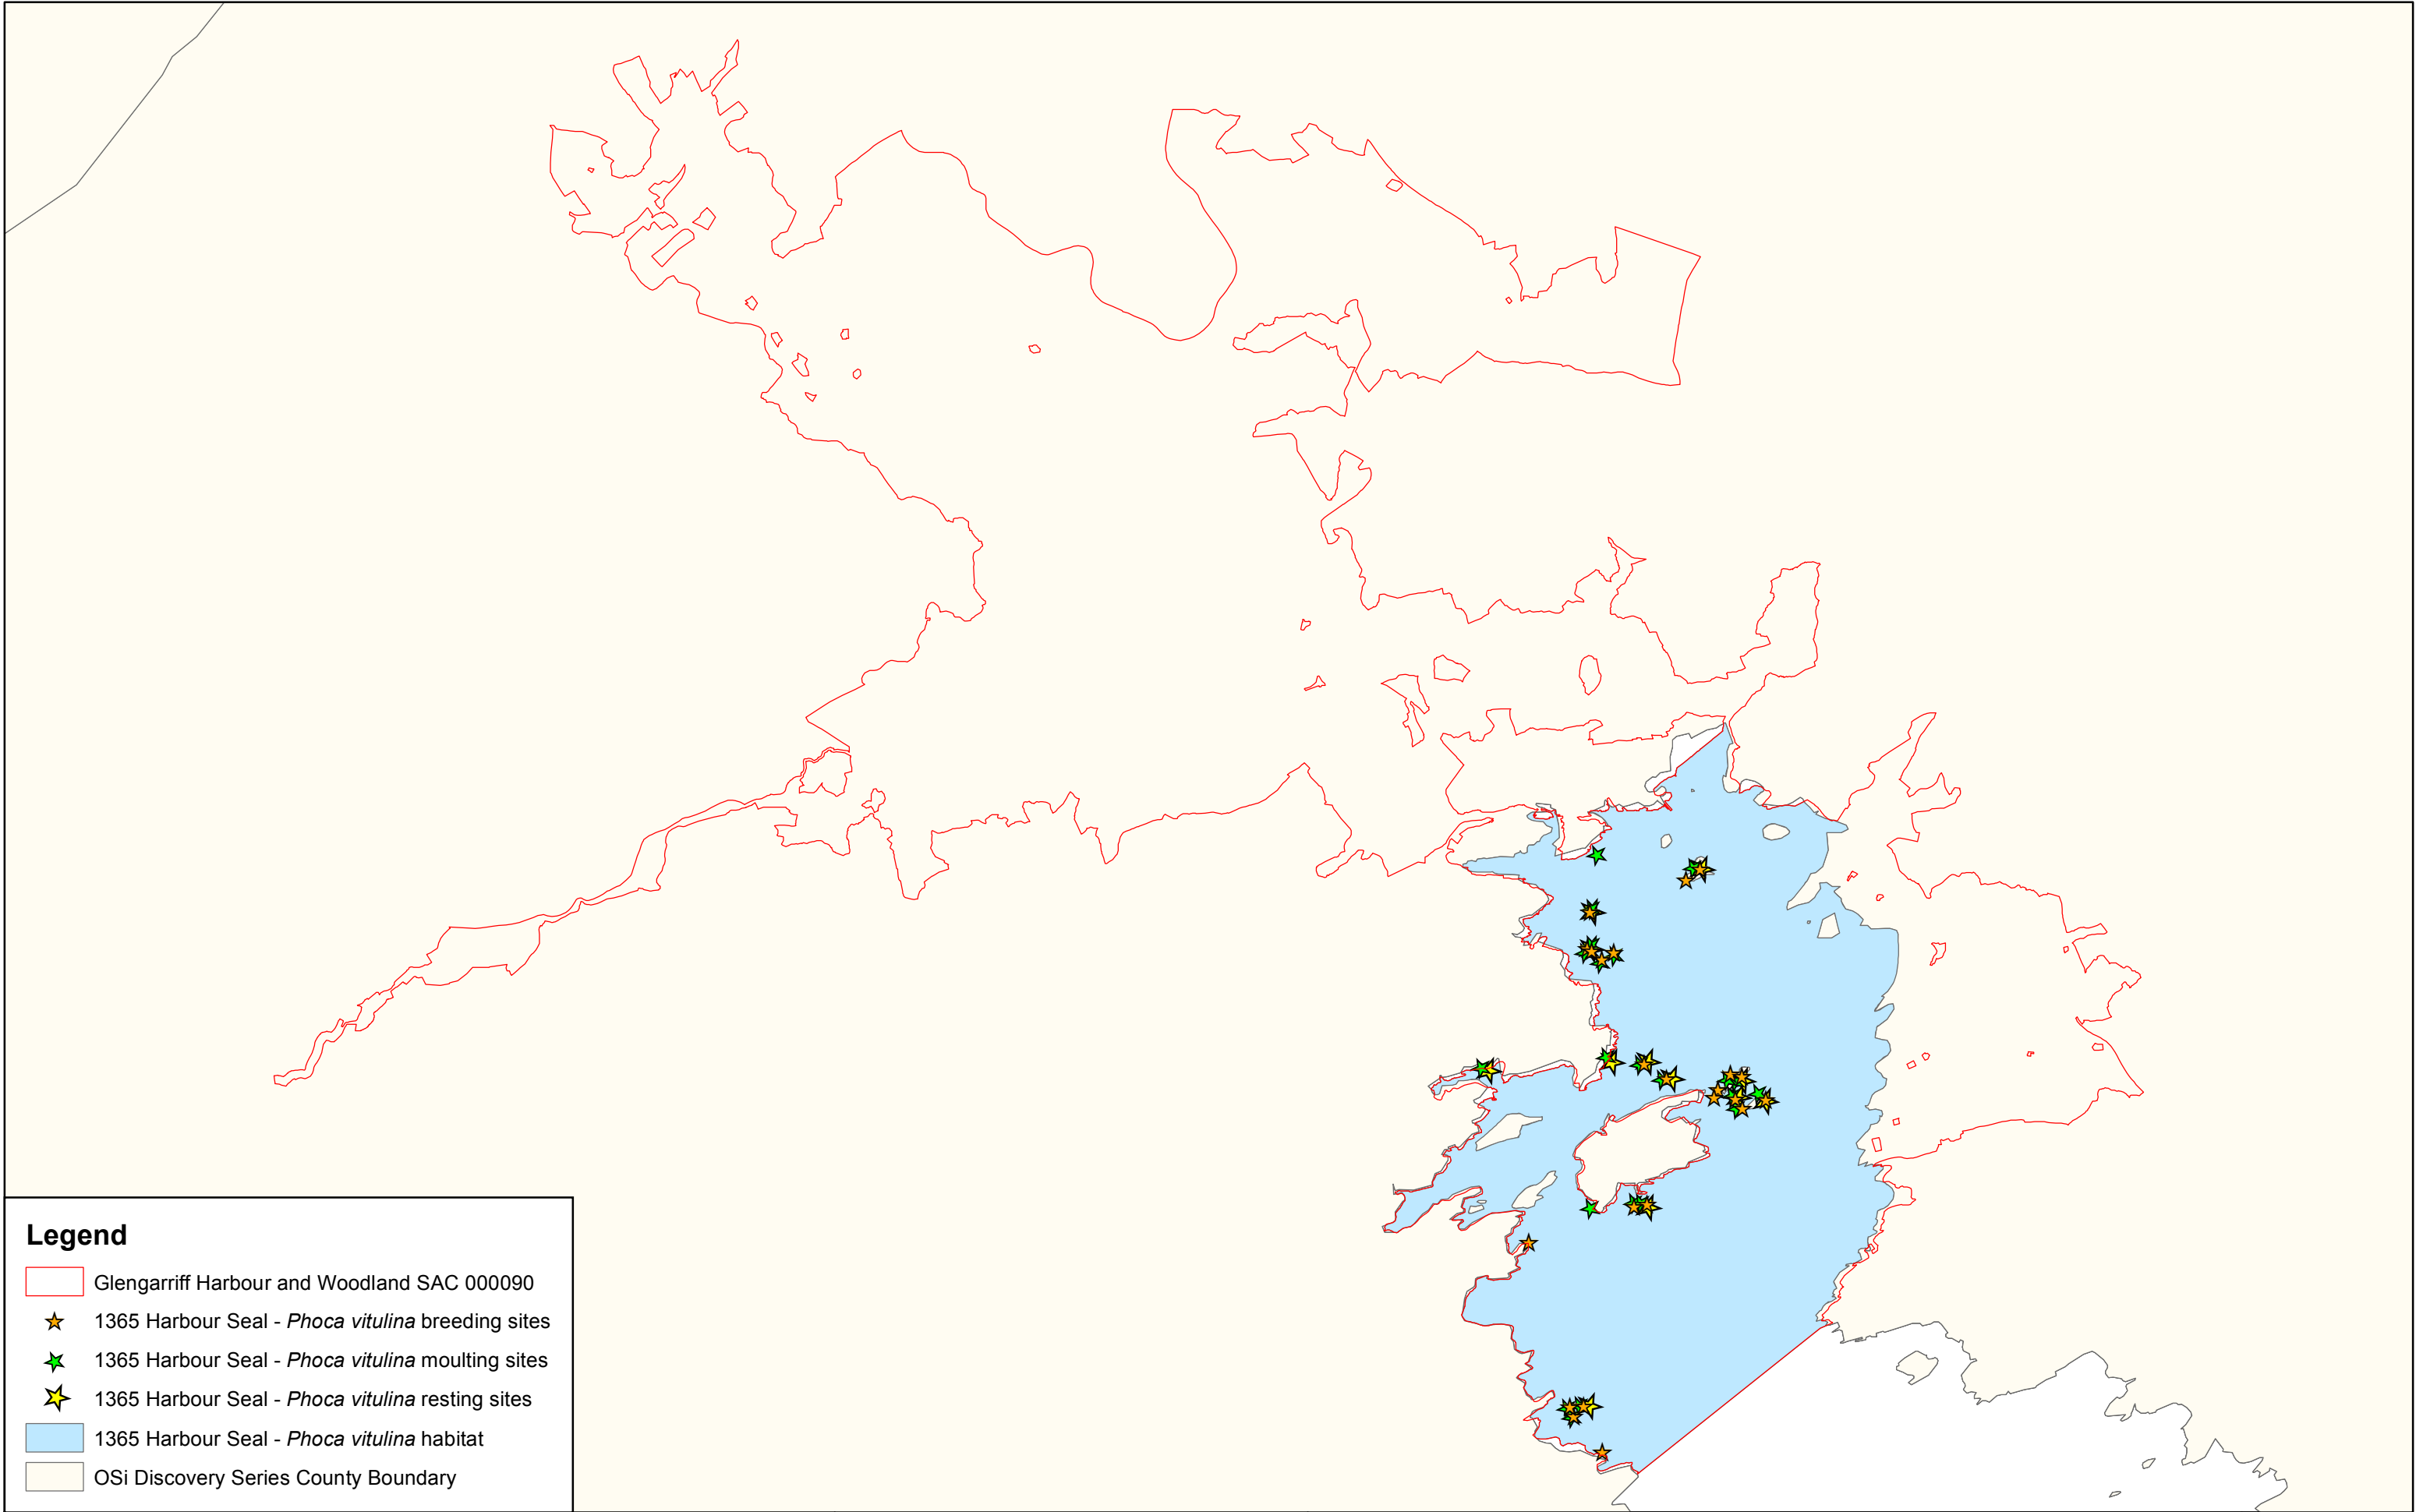 Legend
Glengarriff Harbour and Woodland SAC 000090
1365 Harbour Seal - Phoca vitulina breeding sites
1365 Harbour Seal - Phoca vitulina moulting sites
1365 Harbour Seal - Phoca vitulina resting sites
1365 Harbour Seal - Phoca vitulina habitat
OSi Discovery Series County Boundary